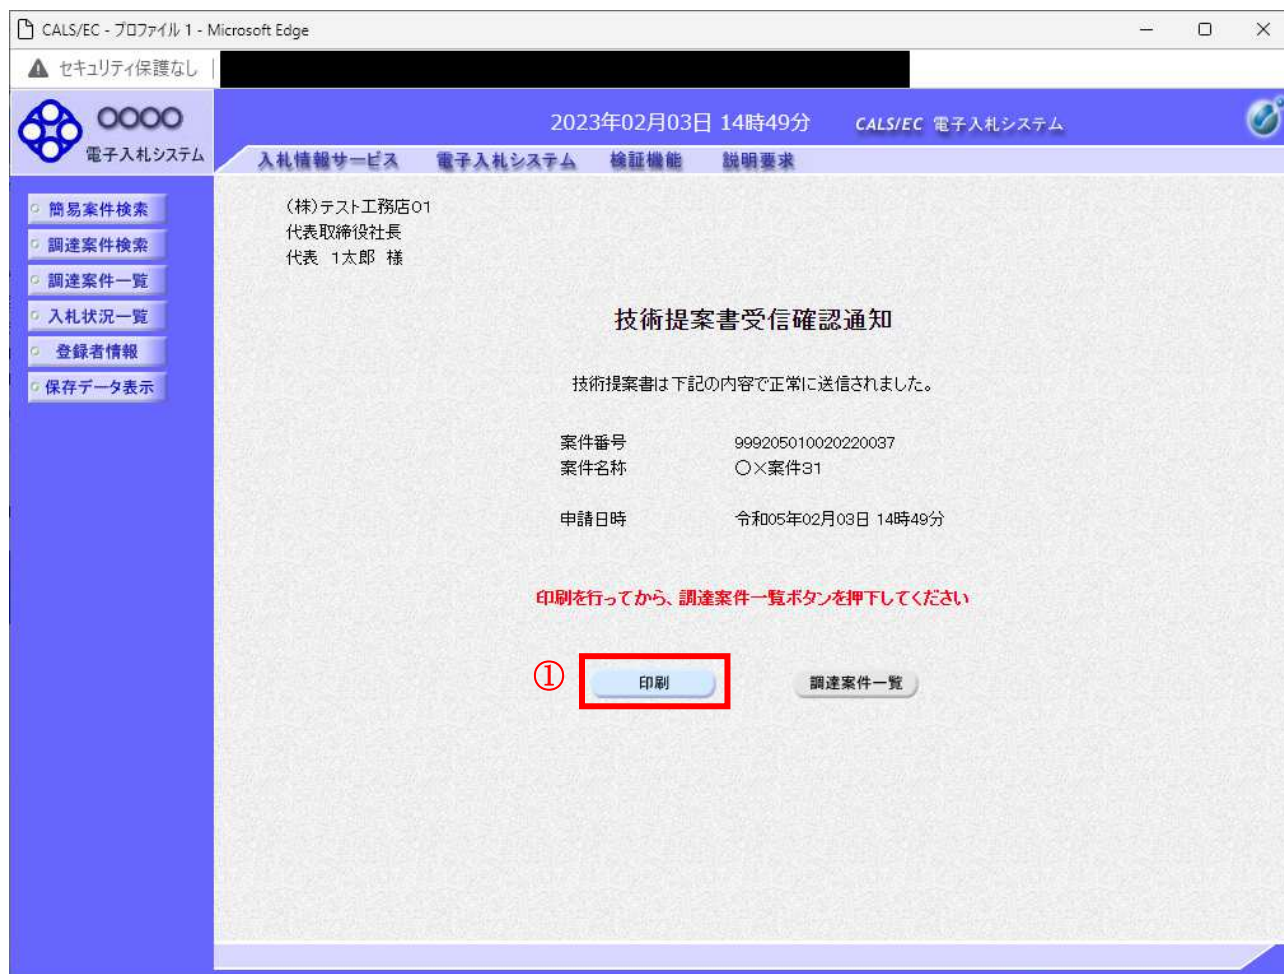 CALS/EC - プロファイル 1 - Microsoft Edge
セキュリティ保護なし
〇〇〇〇
電子入札システム
2023年02月03日 14時49分
CALS/EC 電子入札システム
入札情報サービス 電子入札システム 検証機能 説明要求
簡易案件検索
調達案件検索
調達案件一覧
入札状況一覧
登録者情報
保存データ表示
(株)テスト工務店01
代表取締役社長
代表 1太郎 様
技術提案書受信確認通知
技術提案書は下記の内容で正常に送信されました。
案件番号 999205010020220037
案件名称 〇×案件31
申請日時 令和05年02月03日 14時49分
印刷を行ってから、調達案件一覧ボタンを押下してください
① 印刷 調達案件一覧